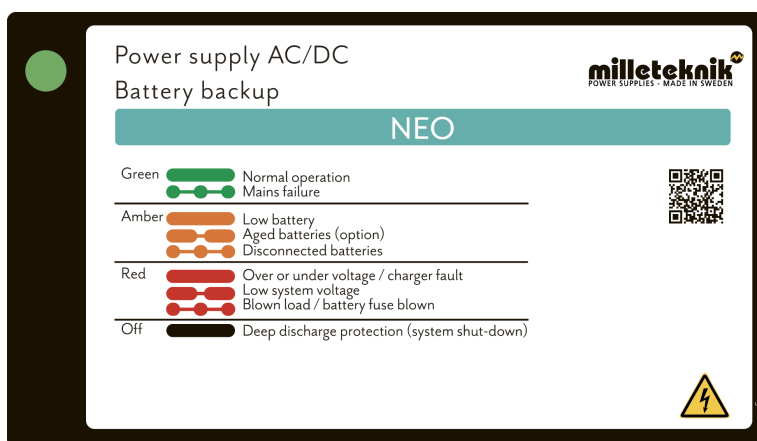 Power supply AC/DC
Battery backup
milleteknik
POWER SUPPLIES - MADE IN SWEDEN
NEO
Green
Normal operation
Mains failure
Amber
Low battery
Aged batteries (option)
Disconnected batteries
Red
Over or under voltage / charger fault
Low system voltage
Blown load / battery fuse blown
Off
Deep discharge protection (system shut-down)